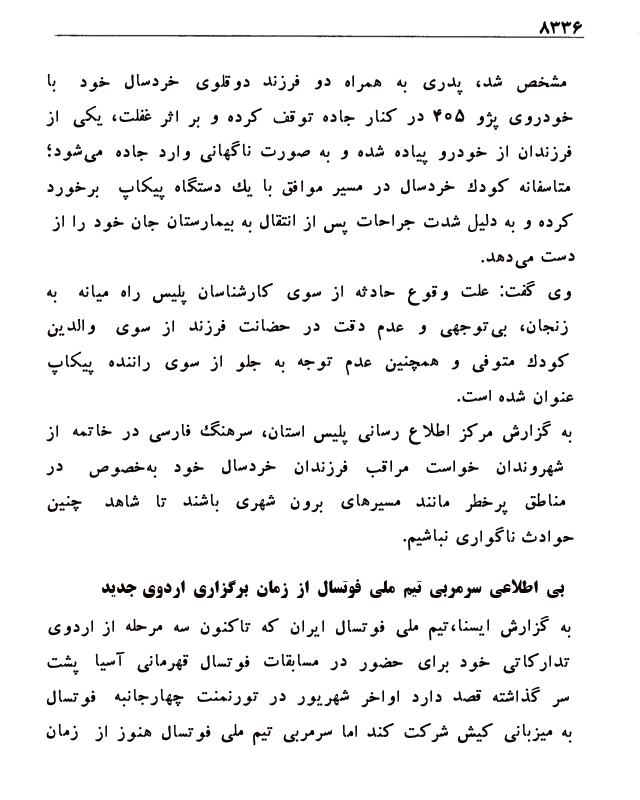 ۸۳۳۶
مشخص شد، پدری به همراه دو فرزند دوقلوی خردسال خود با
خودروی پژو ۴۰۵ در کنار جاده توقف کرده و بر اثر غفلت، یکی از
فرزندان از خودرو پیاده شده و به صورت ناگهانی وارد جاده می‌شود؛
متاسفانه کودك خردسال در مسیر موافق با یك دستگاه پیکاپ برخورد
کرده و به دلیل شدت جراحات پس از انتقال به بیمارستان جان خود را از
دست می‌دهد.
وی گفت: علت وقوع حادثه از سوی کارشناسان پلیس راه میانه به
زنجان، بی‌توجهی و عدم دقت در حضانت فرزند از سوی والدین
کودك متوفی و همچنین عدم توجه به جلو از سوی راننده پیکاپ
عنوان شده است.
به گزارش مرکز اطلاع رسانی پلیس استان، سرهنگ فارسی در خاتمه از
شهروندان خواست مراقب فرزندان خردسال خود به‌خصوص در
مناطق پرخطر مانند مسیرهای برون شهری باشند تا شاهد چنین
حوادث ناگواری نباشیم.
بی اطلاعی سرمربی تیم ملی فوتسال از زمان برگزاری اردوی جدید
به گزارش ایسنا،تیم ملی فوتسال ایران که تاکنون سه مرحله از اردوی
تدارکاتی خود برای حضور در مسابقات فوتسال قهرمانی آسیا پشت
سر گذاشته قصد دارد اواخر شهریور در تورنمنت چهارجانبه فوتسال
به میزبانی کیش شرکت کند اما سرمربی تیم ملی فوتسال هنوز از زمان